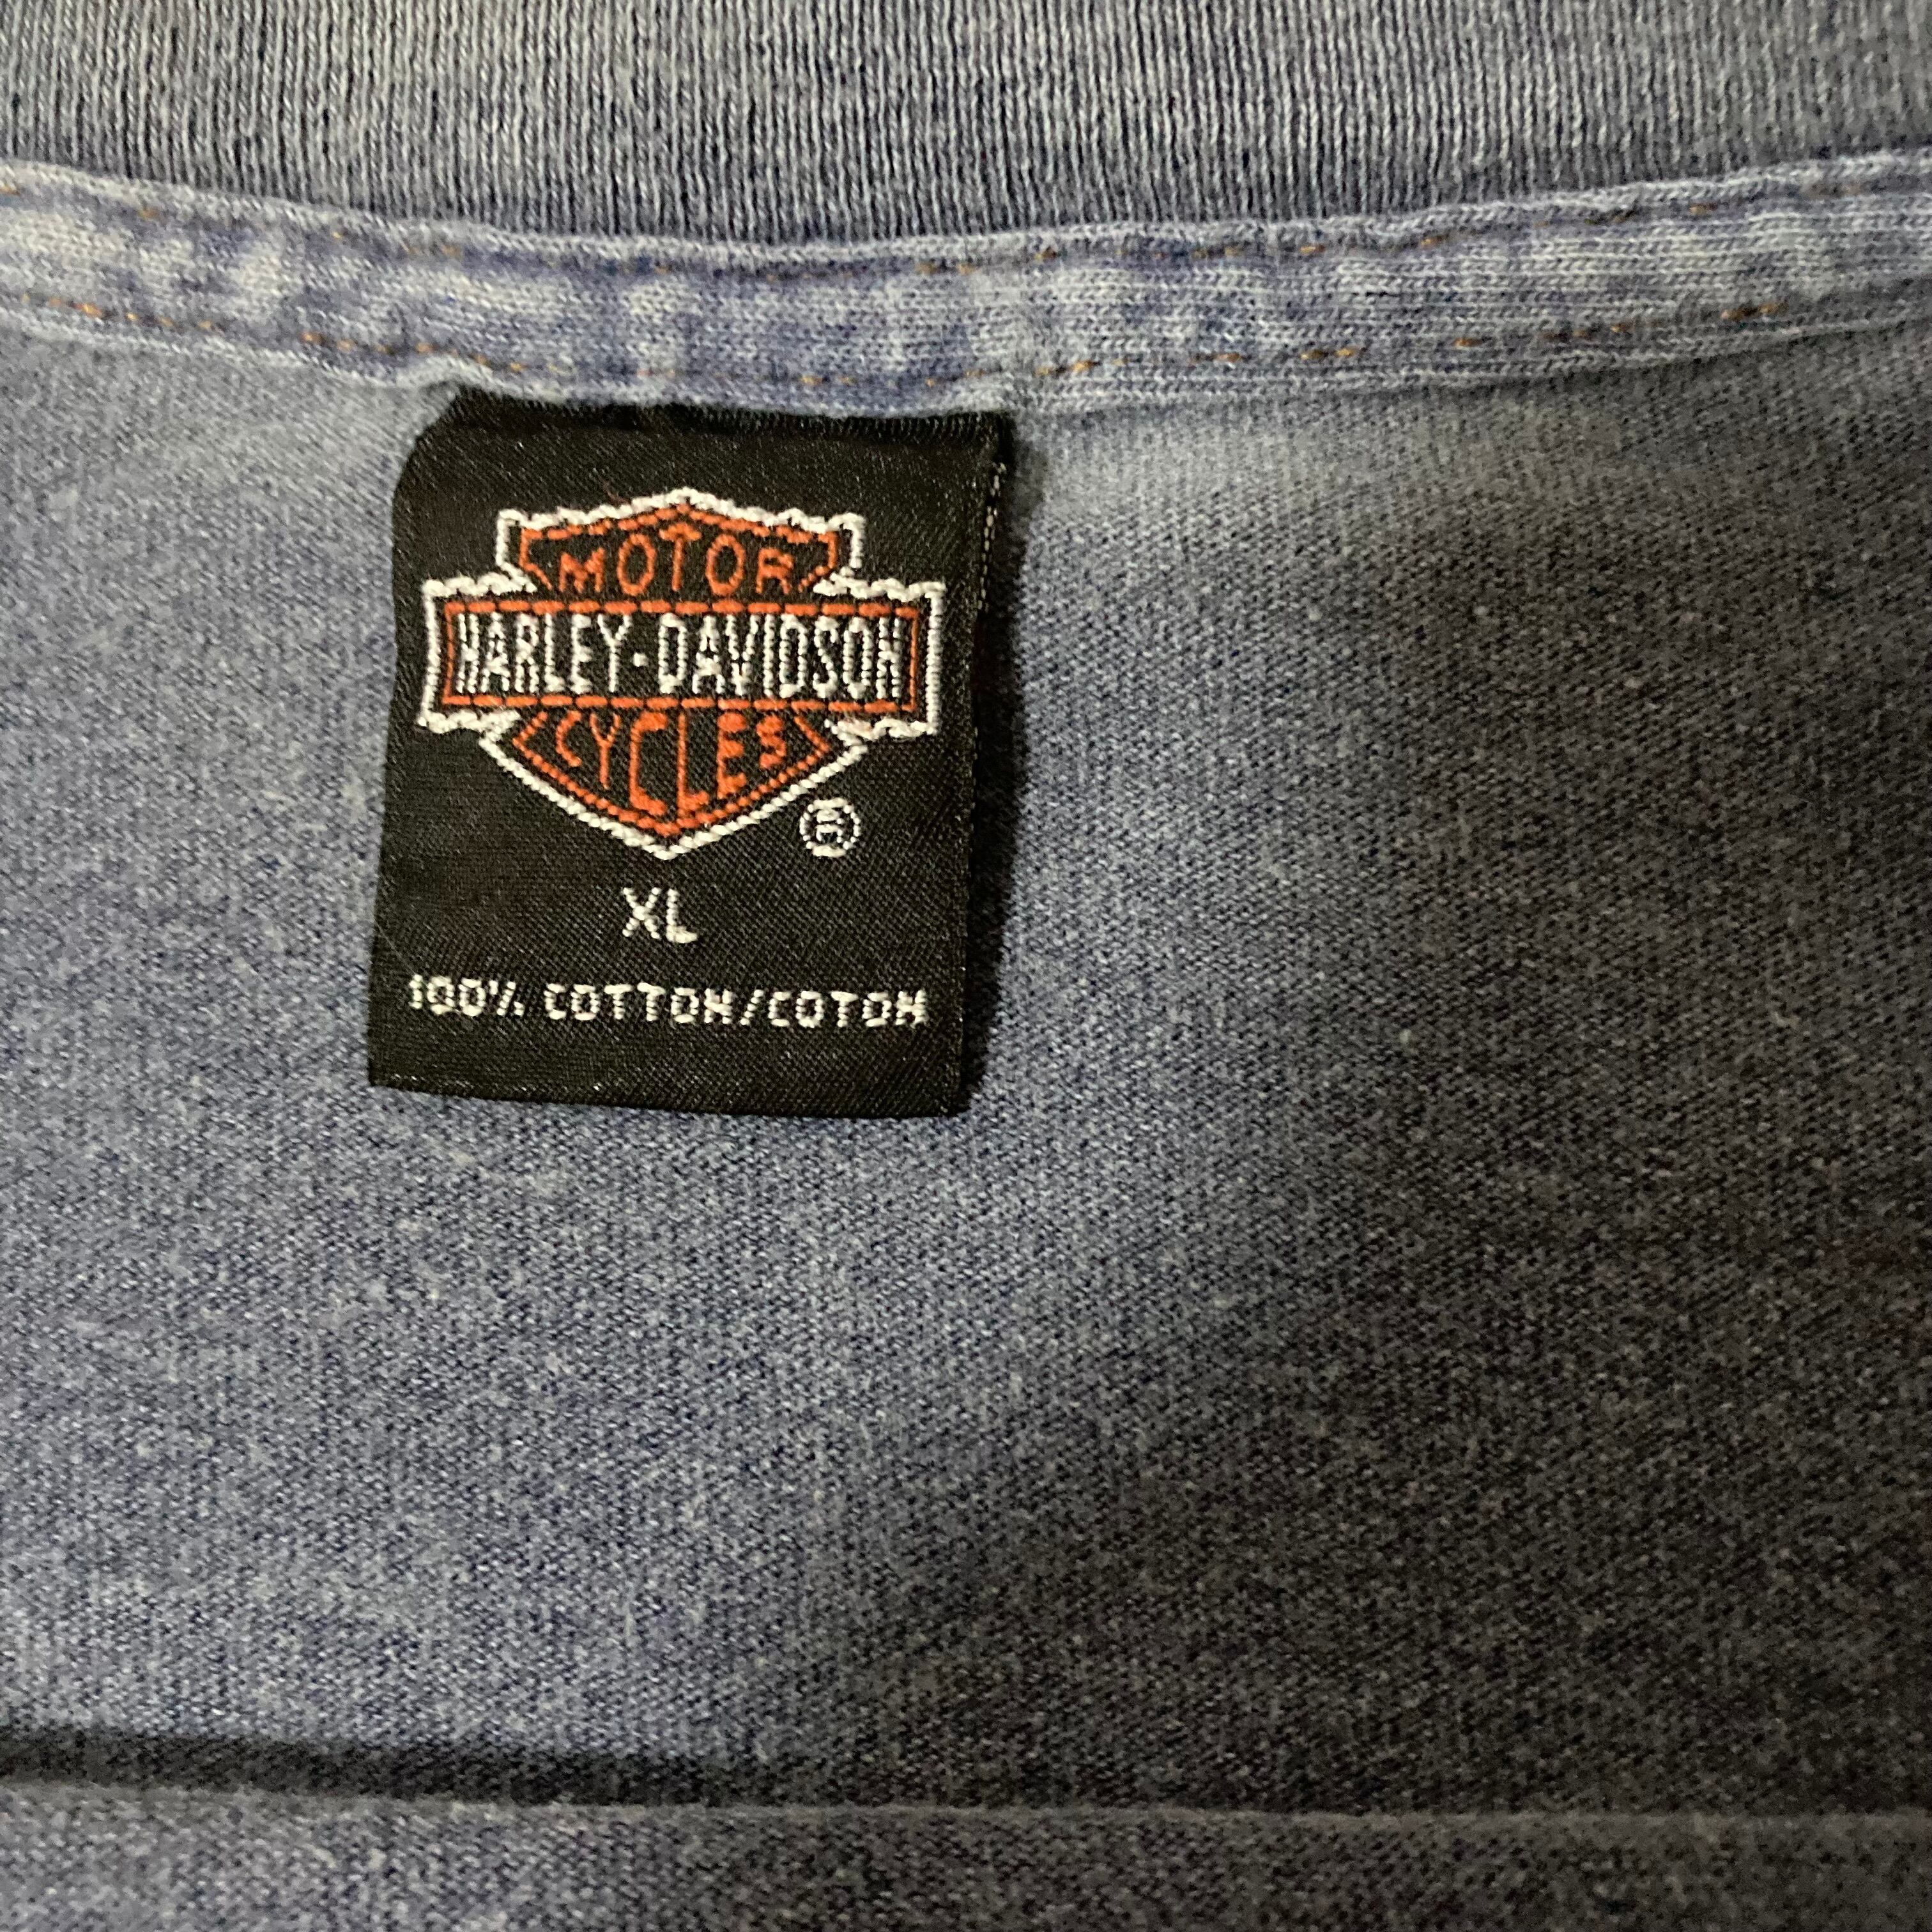 MOTOR
HARLEY-DAVIDSON
CYCLES
®
XL
100% COTTON/COTON